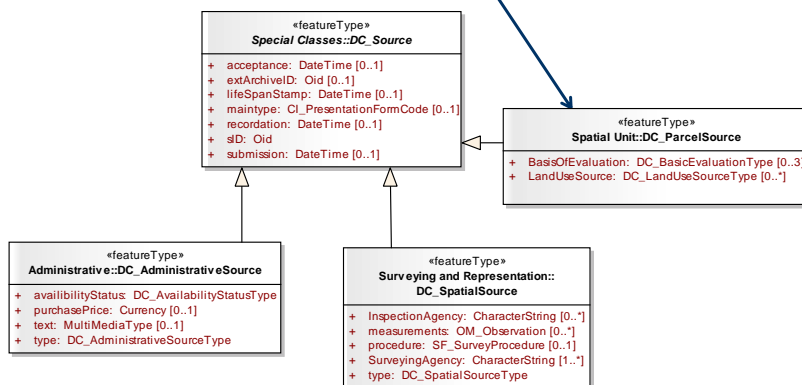 «featureType»
Special Classes::DC_Source
+ acceptance: DateTime [0..1]
+ extArchiveID: Oid [0..1]
+ lifeSpanStamp: DateTime [0..1]
+ maintype: CI_PresentationFormCode [0..1]
+ recordation: DateTime [0..1]
+ sID: Oid
+ submission: DateTime [0..1]
«featureType»
Spatial Unit::DC_ParcelSource
+ BasisOfEvaluation: DC_BasicEvaluationType [0..3]
+ LandUseSource: DC_LandUseSourceType [0..*]
«featureType»
Administrative::DC_AdministrativeSource
+ availibilityStatus: DC_AvailabilityStatusType
+ purchasePrice: Currency [0..1]
+ text: MultiMediaType [0..1]
+ type: DC_AdministrativeSourceType
«featureType»
Surveying and Representation::
DC_SpatialSource
+ InspectionAgency: CharacterString [0..*]
+ measurements: OM_Observation [0..*]
+ procedure: SF_SurveyProcedure [0..1]
+ SurveyingAgency: CharacterString [1..*]
+ type: DC_SpatialSourceType